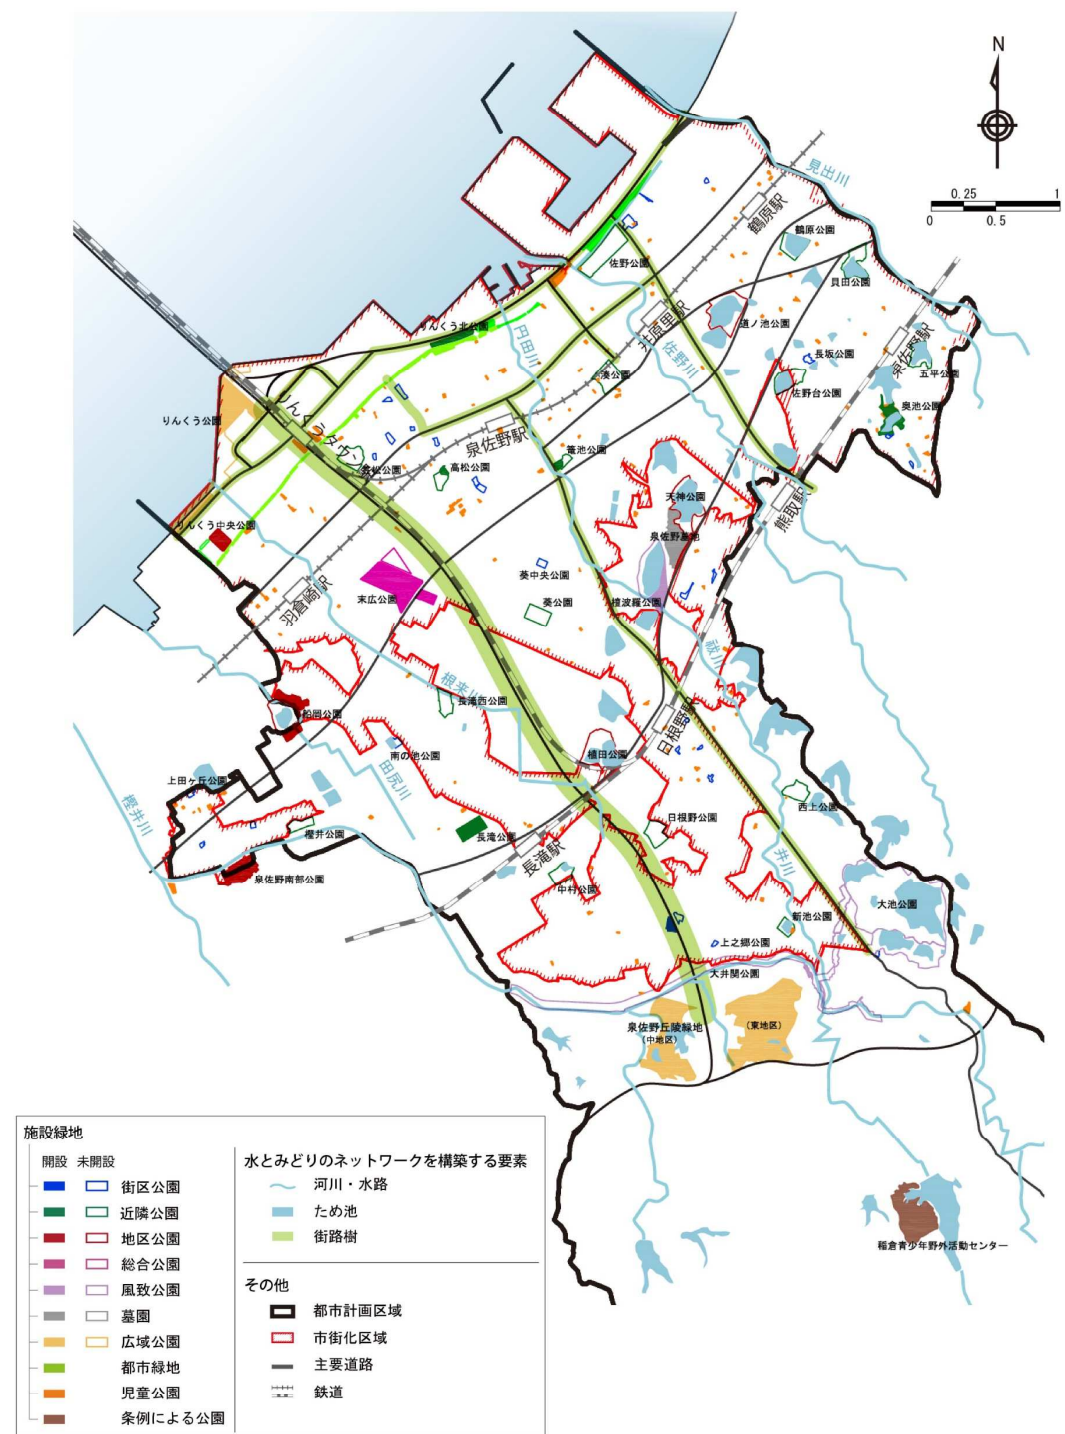 N
0.25
1
0
0.5
見出川
鶴原駅
鶴原公園
佐野公園
貝田公園
りんくう北公園
円田川
井原里駅
佐野川
道ノ池公園
長坂公園
泉佐野駅
五平公園
湊公園
佐野台公園
奥池公園
りんくう公園
りんくうタウン
泉佐野駅
笹池公園
高松公園
天神公園
熊取駅
りんくう中央公園
泉佐野墓地
末広公園
葵中央公園
羽倉崎駅
葵公園
檀波羅公園
祓川
根来川
長滝西公園
船岡公園
日根野駅
南の池公園
植田公園
上田ヶ丘公園
田尻川
西上公園
樫井川
樫井公園
長滝公園
日根野公園
長滝駅
井川
泉佐野南部公園
中村公園
大池公園
新池公園
上之郷公園
大井関公園
泉佐野丘陵緑地
(中地区)
(東地区)
稲倉青少年野外活動センター
施設緑地
開設 未開設
街区公園
近隣公園
地区公園
総合公園
風致公園
墓園
広域公園
都市緑地
児童公園
条例による公園
水とみどりのネットワークを構築する要素
河川・水路
ため池
街路樹
その他
都市計画区域
市街化区域
主要道路
鉄道